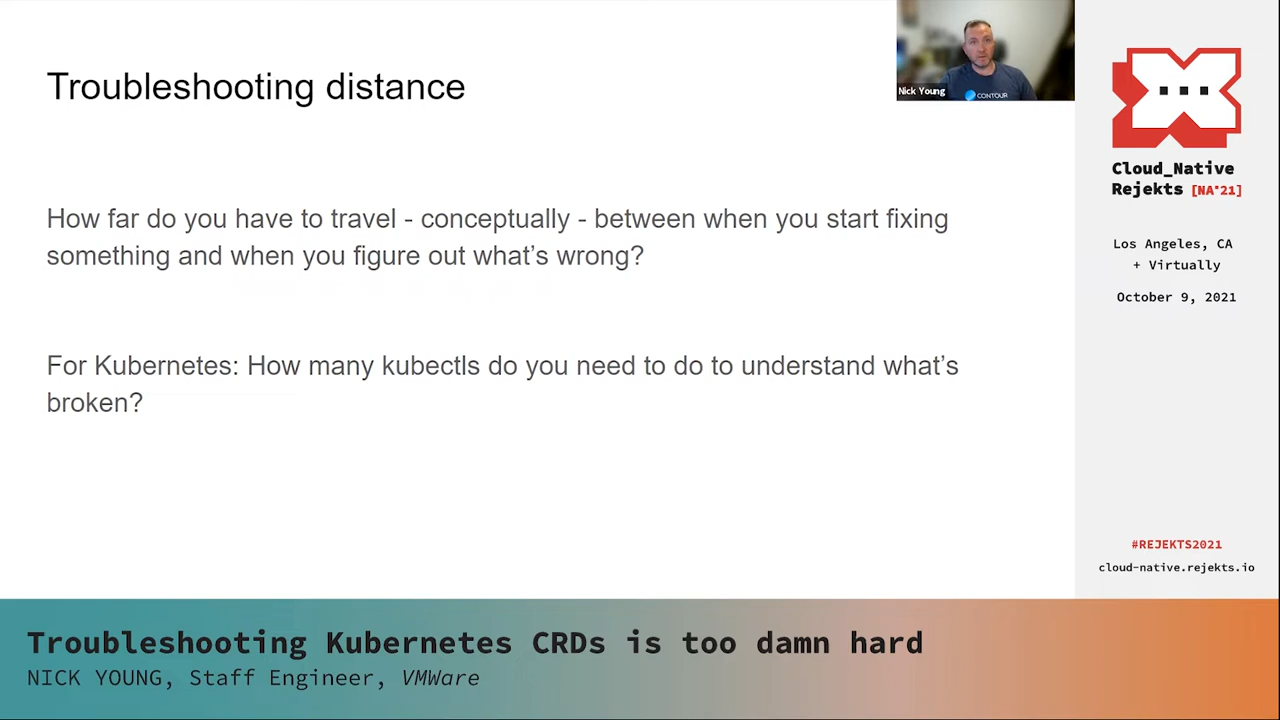 Troubleshooting distance
How far do you have to travel - conceptually - between when you start fixing
something and when you figure out what’s wrong?
For Kubernetes: How many kubectls do you need to do to understand what’s
broken?
Nick Young
CONTOUR
Cloud_Native
Rejekts [NA'21]
Los Angeles, CA
+ Virtually
October 9, 2021
#REJEKTS2021
cloud-native.rejekts.io
Troubleshooting Kubernetes CRDs is too damn hard
NICK YOUNG, Staff Engineer, VMWare